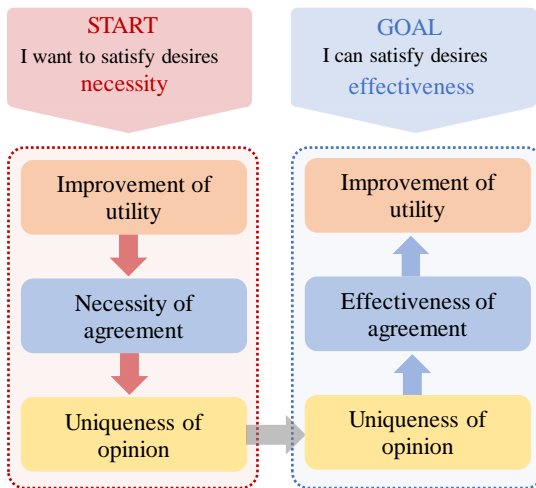 START
I want to satisfy desires
necessity
Improvement of
utility
Necessity of
agreement
Uniqueness of
opinion
GOAL
I can satisfy desires
effectiveness
Improvement of
utility
Effectiveness of
agreement
Uniqueness of
opinion